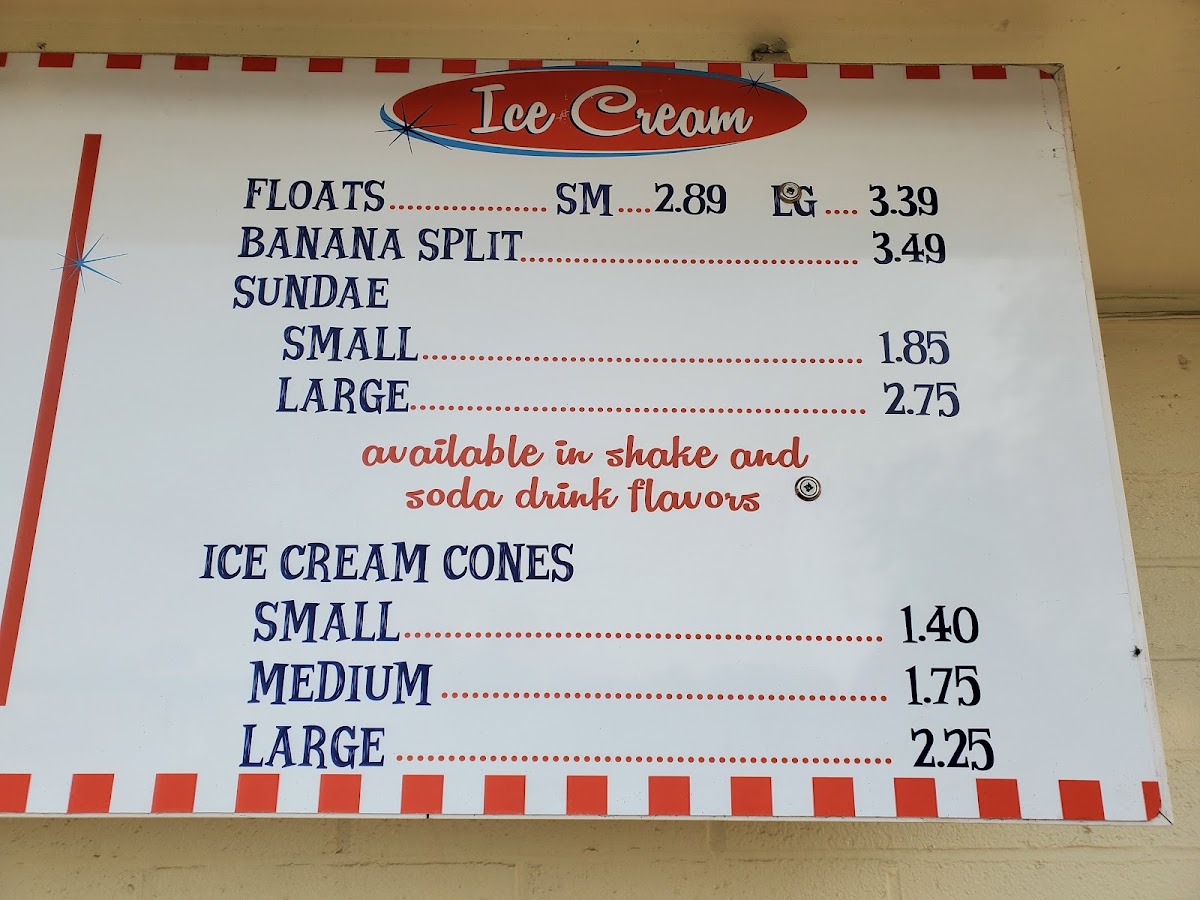 Ice Cream
FLOATS.................. SM.....2.89 LG.... 3.39
BANANA SPLIT.......................................... 3.49
SUNDAE
SMALL...................................................... 1.85
LARGE....................................................... 2.75
available in shake and
soda drink flavors
ICE CREAM CONES
SMALL...................................................... 1.40
MEDIUM .................................................. 1.75
LARGE ...................................................... 2.25